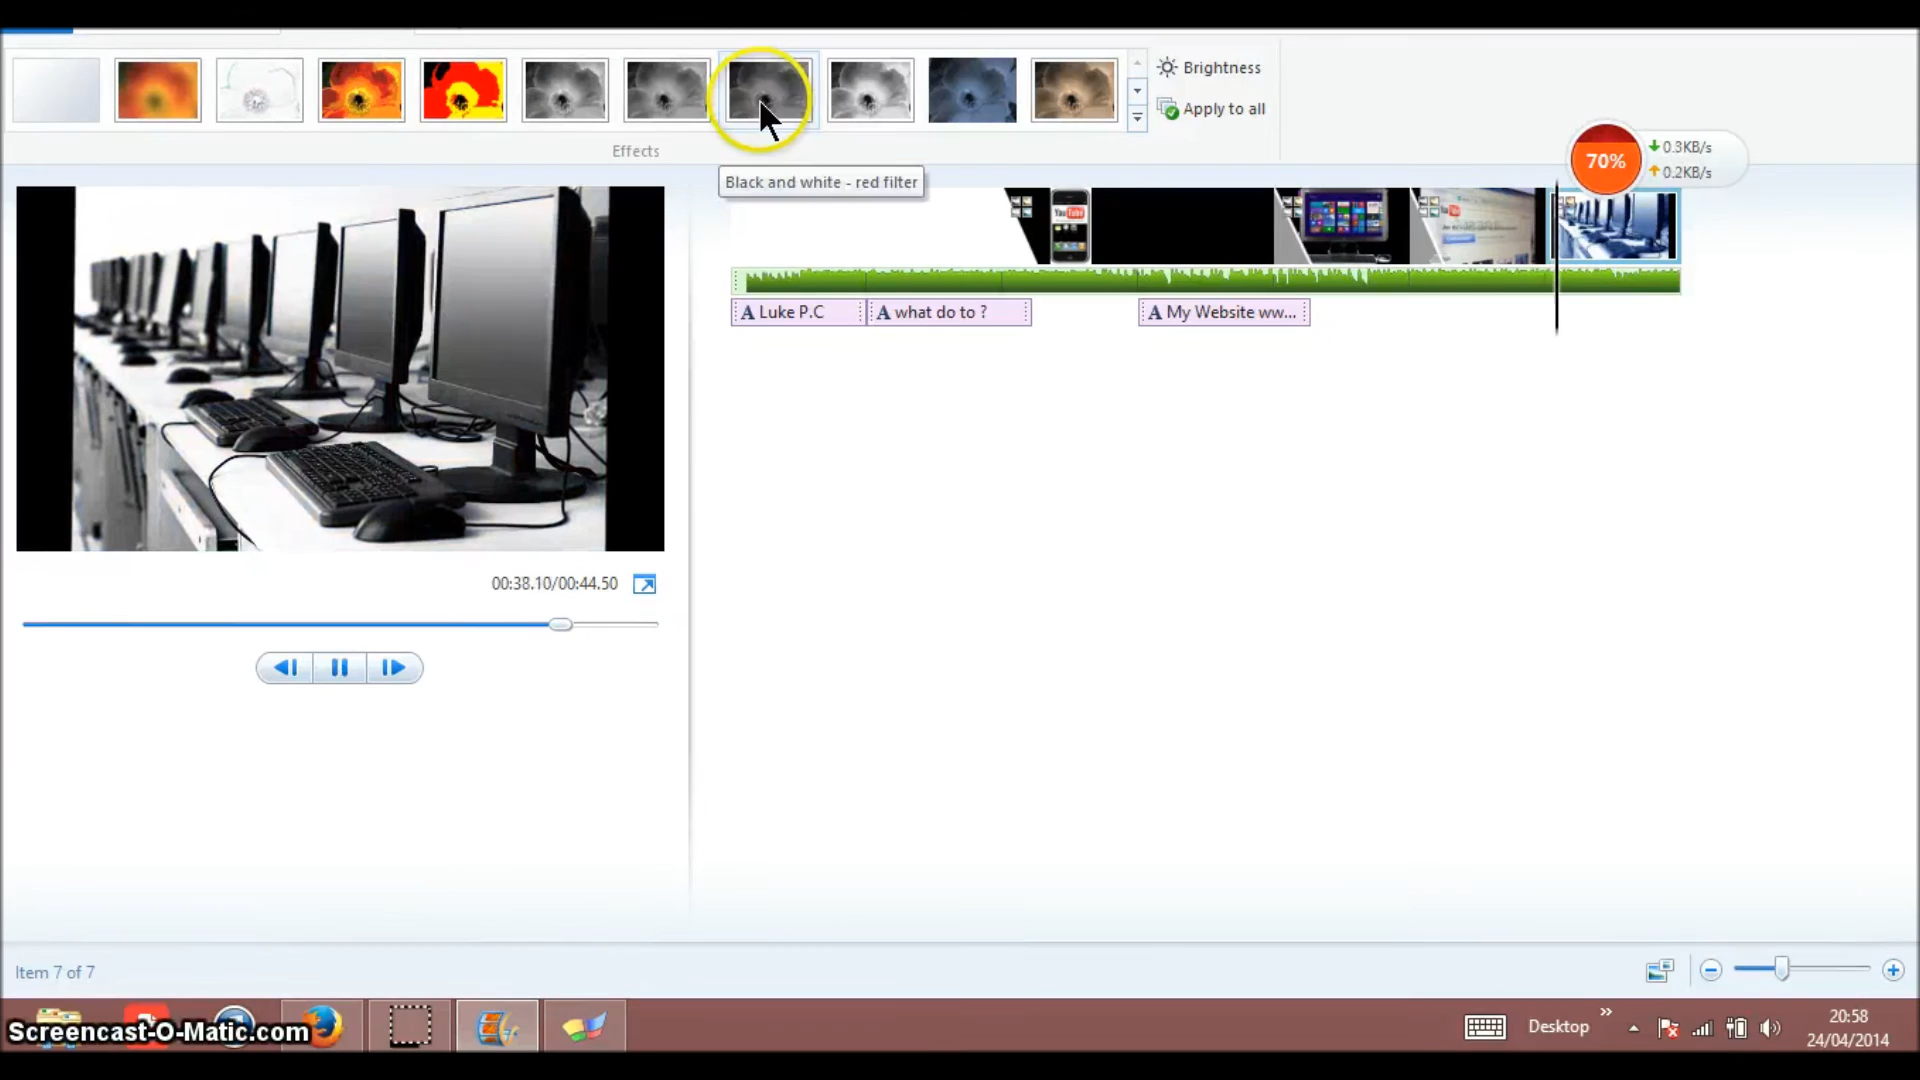 Brightness
Apply to all
Effects
70%
0.3KB/s
0.2KB/s
Black and white - red filter
You Tube
A Luke P.C
A what do to ?
A My Website ww...
00:38.10/00:44.50
Item 7 of 7
Screencast-O-Matic.com
Desktop
20:58
24/04/2014